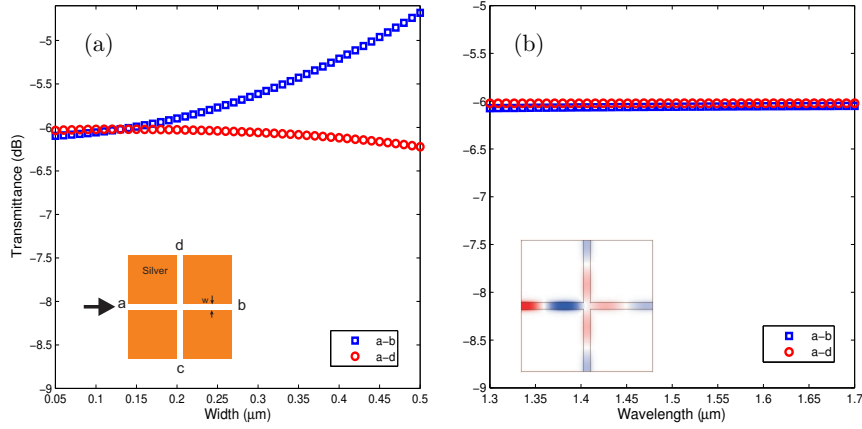 (a)
Transmittance (dB)
−5
−5.5
−6
−6.5
−7
−7.5
−8
−8.5
−9
d
Silver
a
w
b
c
a−b
a−d
0.05 0.1 0.15 0.2 0.25 0.3 0.35 0.4 0.45 0.5
Width (μm)
(b)
−5
−5.5
−6
−6.5
−7
−7.5
−8
−8.5
−9
a−b
a−d
1.3 1.35 1.4 1.45 1.5 1.55 1.6 1.65 1.7
Wavelength (μm)